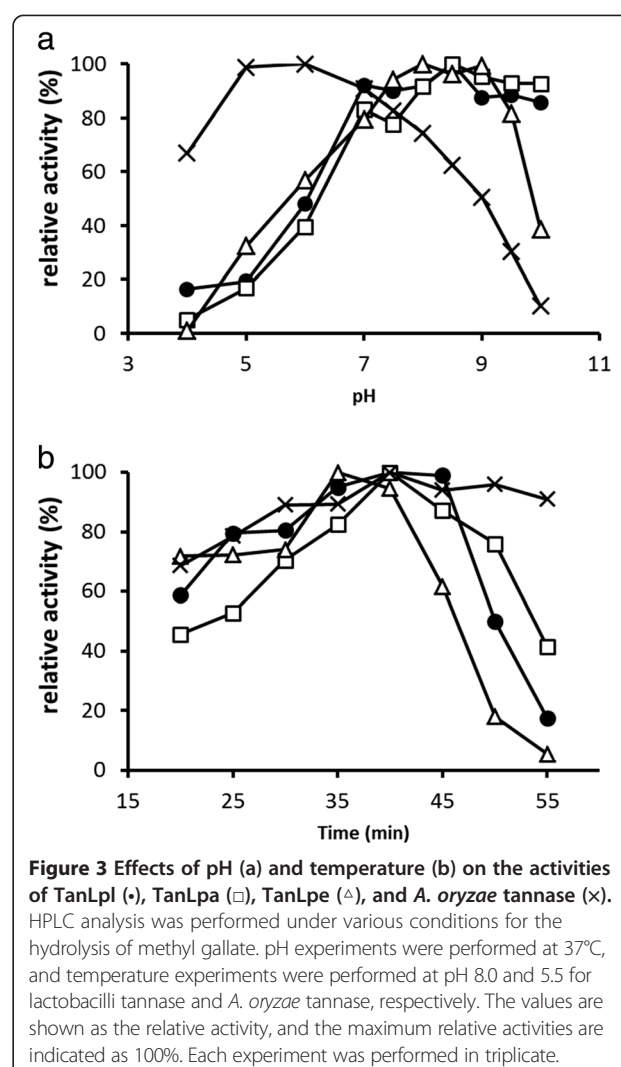 a
relative activity (%)
100
80
60
40
20
0
3 5 7 9 11
pH
b
relative activity (%)
100
80
60
40
20
0
15 25 35 45 55
Time (min)
Figure 3 Effects of pH (a) and temperature (b) on the activities
of TanLpl (•), TanLpa (□), TanLpe (△), and A. oryzae tannase (×).
HPLC analysis was performed under various conditions for the
hydrolysis of methyl gallate. pH experiments were performed at 37°C,
and temperature experiments were performed at pH 8.0 and 5.5 for
lactobacilli tannase and A. oryzae tannase, respectively. The values are
shown as the relative activity, and the maximum relative activities are
indicated as 100%. Each experiment was performed in triplicate.